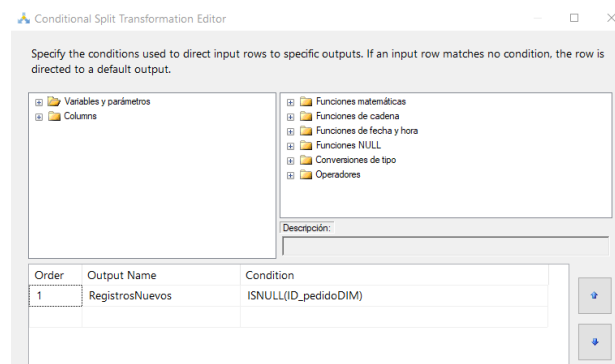 Conditional Split Transformation Editor
Specify the conditions used to direct input rows to specific outputs. If an input row matches no condition, the row is
directed to a default output.
Variables y parámetros
Columns
Funciones matemáticas
Funciones de cadena
Funciones de fecha y hora
Funciones NULL
Conversiones de tipo
Operadores
Descripción:
Order Output Name Condition
1 RegistrosNuevos ISNULL(ID_pedidoDIM)